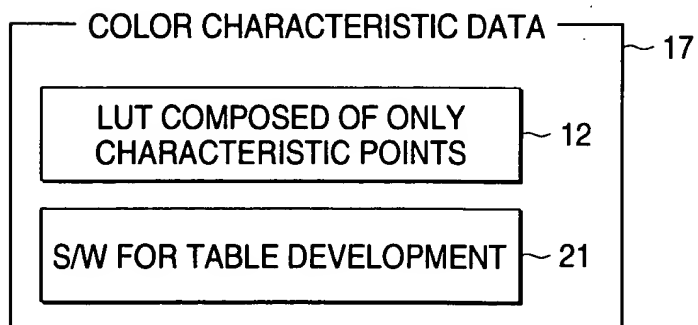 COLOR CHARACTERISTIC DATA
17
LUT COMPOSED OF ONLY
CHARACTERISTIC POINTS
12
S/W FOR TABLE DEVELOPMENT
21